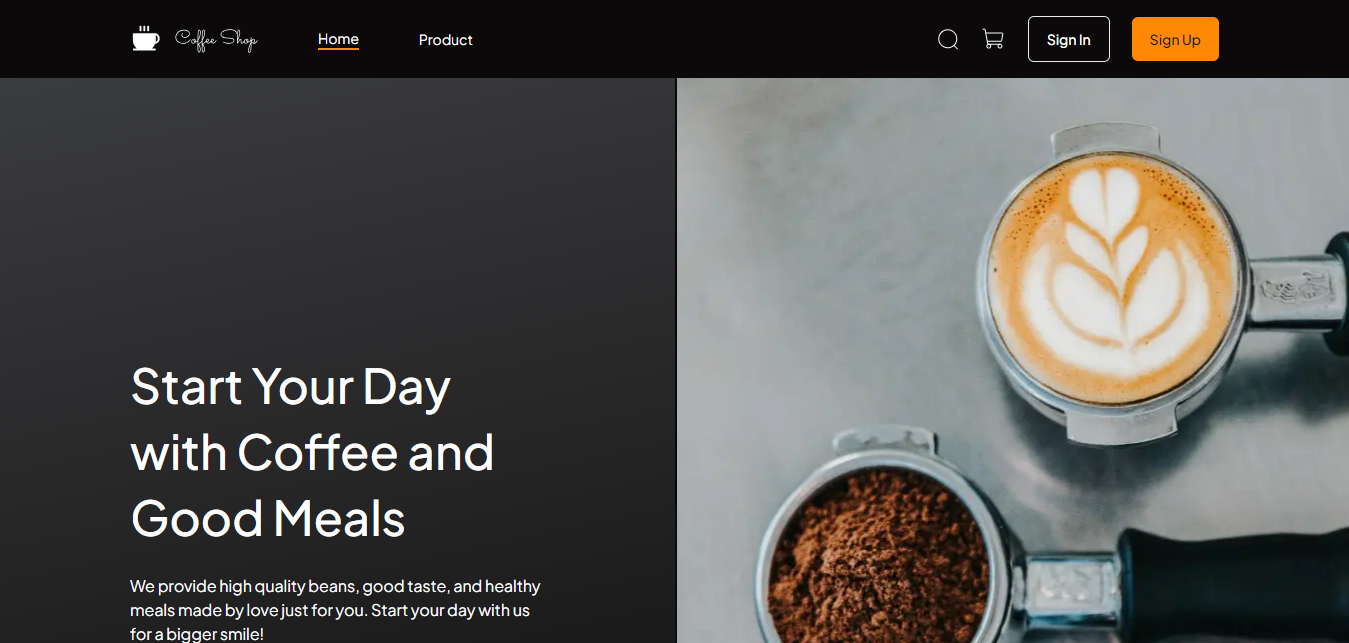 Coffee Shop
Home
Product
Sign In
Sign Up
Start Your Day
with Coffee and
Good Meals
We provide high quality beans, good taste, and healthy
meals made by love just for you. Start your day with us
for a bigger smile!